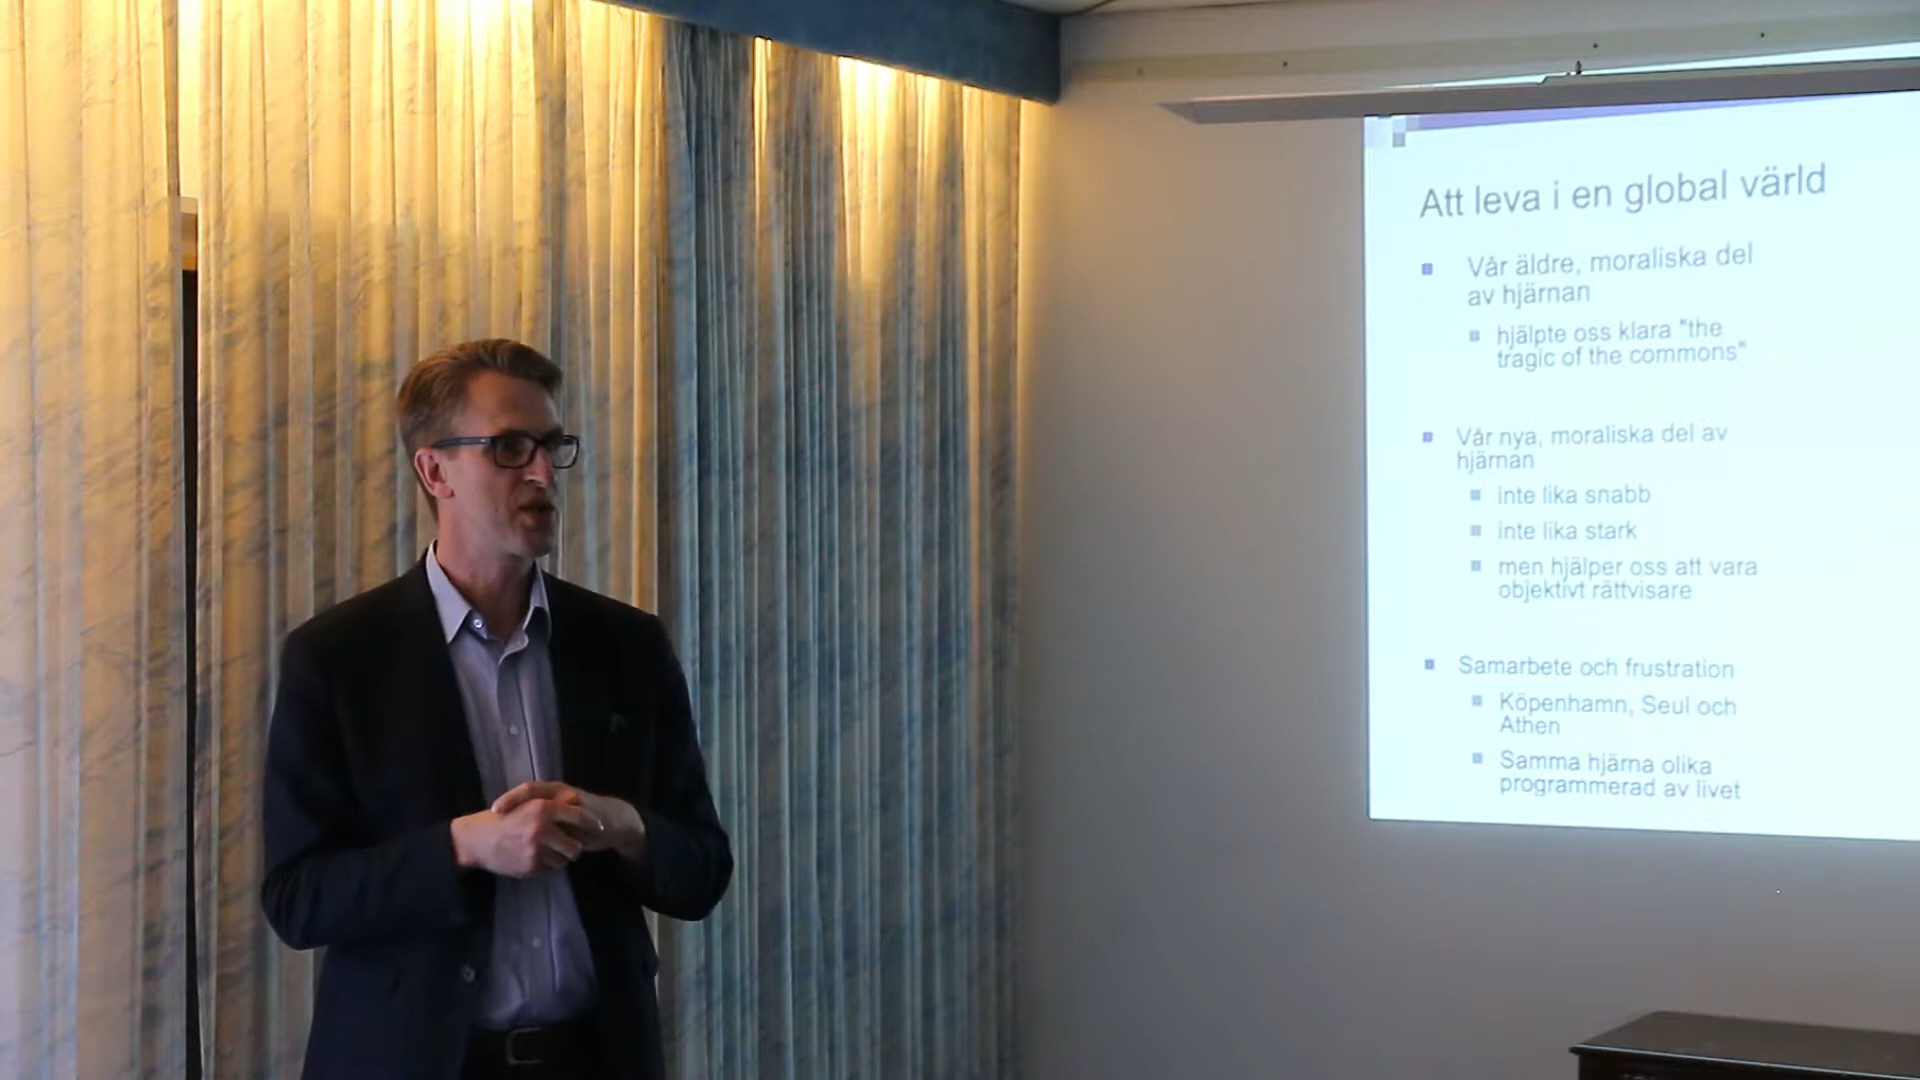 Att leva i en global värld
Vår äldre, moraliska del
av hjärnan
hjälpte oss klara "the
tragic of the commons"
Vår nya, moraliska del av
hjärnan
inte lika snabb
inte lika stark
men hjälper oss att vara
objektivt rättvisare
Samarbete och frustration
Köpenhamn, Seul och
Athen
Samma hjärna olika
programmerad av livet